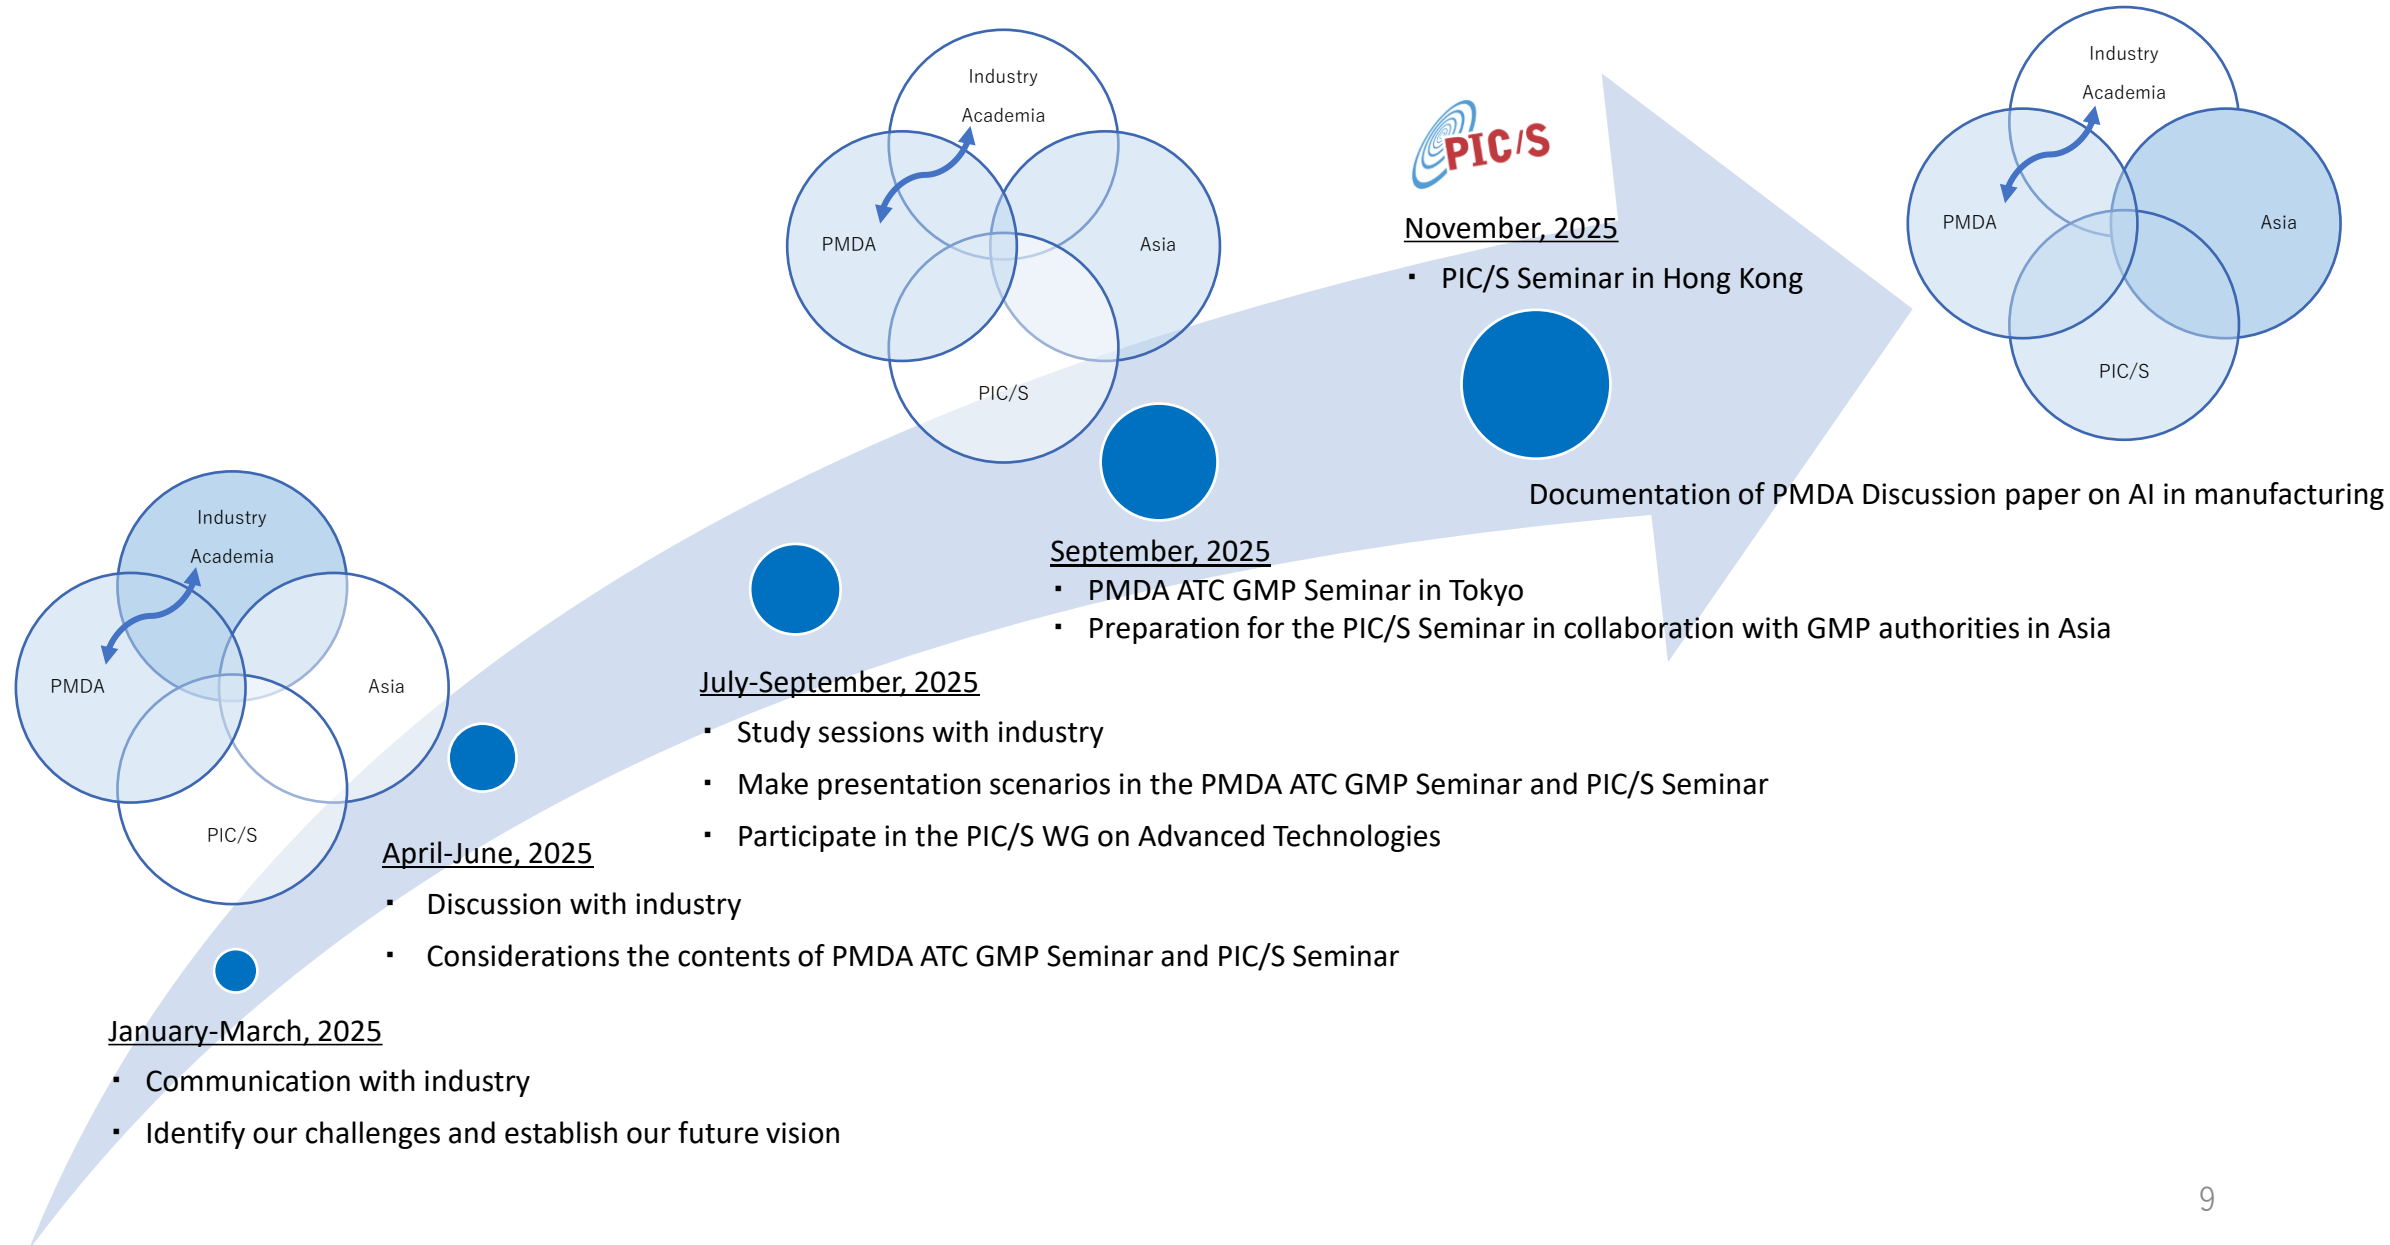 Industry
Academia
PMDA
Asia
PIC/S
January-March, 2025
▪ Communication with industry
▪ Identify our challenges and establish our future vision
April-June, 2025
▪ Discussion with industry
▪ Considerations the contents of PMDA ATC GMP Seminar and PIC/S Seminar
July-September, 2025
▪ Study sessions with industry
▪ Make presentation scenarios in the PMDA ATC GMP Seminar and PIC/S Seminar
▪ Participate in the PIC/S WG on Advanced Technologies
Industry
Academia
PMDA
Asia
PIC/S
September, 2025
▪ PMDA ATC GMP Seminar in Tokyo
▪ Preparation for the PIC/S Seminar in collaboration with GMP authorities in Asia
PIC/S
November, 2025
▪ PIC/S Seminar in Hong Kong
Industry
Academia
PMDA
Asia
PIC/S
Documentation of PMDA Discussion paper on AI in manufacturing
9